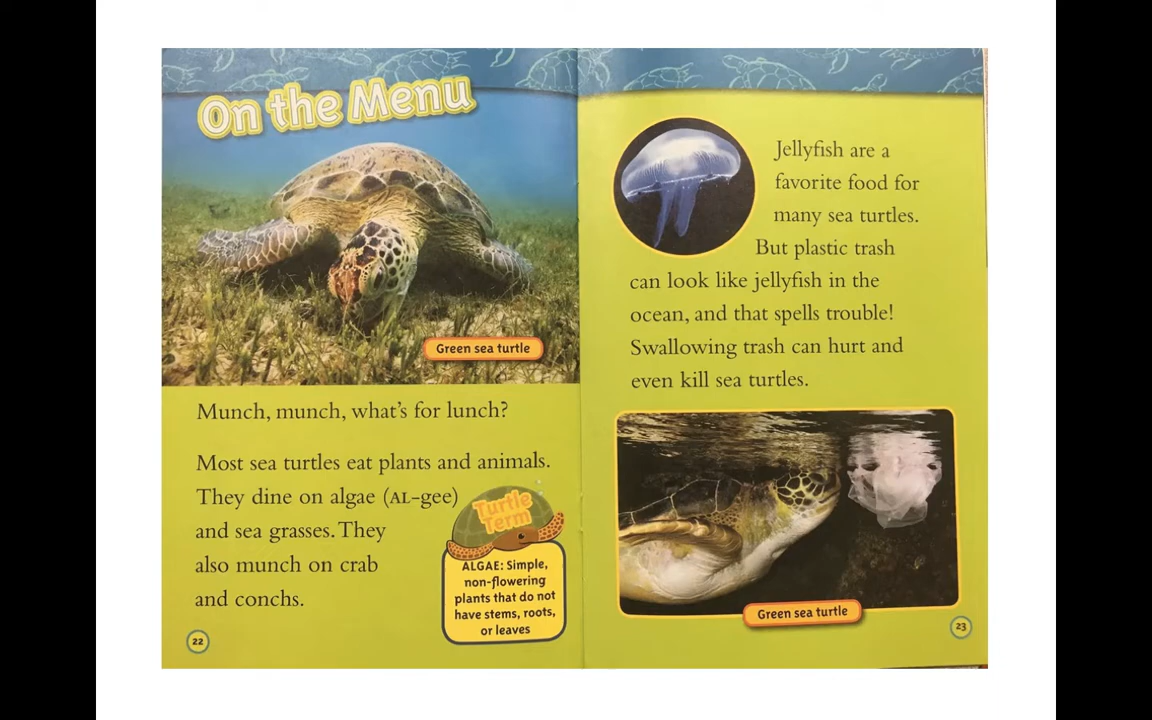 On the Menu
Green sea turtle
Munch, munch, what's for lunch?
Most sea turtles eat plants and animals.
They dine on algae (AL-gee)
and sea grasses. They
also munch on crab
and conchs.
Turtle
Term
ALGAE: Simple,
non-flowering
plants that do not
have stems, roots,
or leaves
22
Jellyfish are a
favorite food for
many sea turtles.
But plastic trash
can look like jellyfish in the
ocean, and that spells trouble!
Swallowing trash can hurt and
even kill sea turtles.
Green sea turtle
23